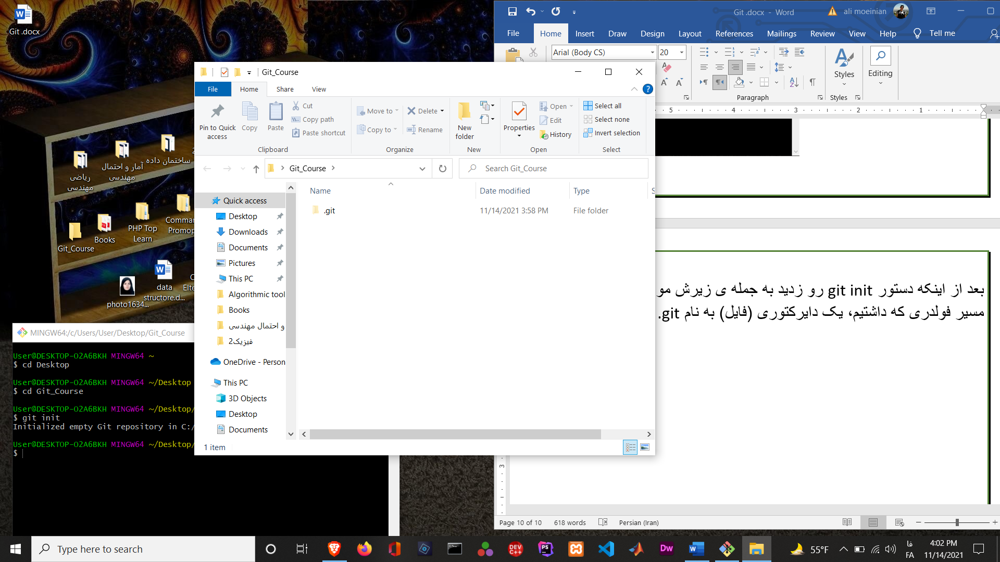 Git .docx
ریاضی
مهندسی
آمار و احتمال
مهندسی
ساختمان داده
Git_Course
Books
PHP Top
Learn
Comman
Promop
photo1634...
data
structore.d...
Elte
MINGW64:/c/Users/User/Desktop/Git_Course
User@DESKTOP-O2A6BKH MINGW64 ~
$ cd Desktop
User@DESKTOP-O2A6BKH MINGW64 ~/Desktop
$ cd Git_Course
User@DESKTOP-O2A6BKH MINGW64 ~/Desktop/
$ git init
Initialized empty Git repository in C:/
User@DESKTOP-O2A6BKH MINGW64 ~/Desktop/
$
Git_Course
File Home Share View
Pin to Quick
access
Copy
Paste
Cut
Copy path
Paste shortcut
Clipboard
Move to
Copy to
Delete
Rename
Organize
New
folder
New
Properties
Open
Edit
History
Open
Select all
Select none
Invert selection
Select
Git_Course
Search Git_Course
Name Date modified Type
.git 11/14/2021 3:58 PM File folder
Quick access
Desktop
Downloads
Documents
Pictures
This PC
Algorithmic tool
Books
و احتمال مهندسی
فیزیک2
OneDrive - Person
This PC
3D Objects
Desktop
Documents
1 item
Git .docx - Word
ali moeinian
File Home Insert Draw Design Layout References Mailings Review View Help Tell me
Arial (Body CS) 20
Paragraph
Styles
Styles
Editing
5 4 3 2 1
بعد از اینکه دستور git init رو زدید به جمله ی زیرش مو
مسیر فولدری که داشتیم، یک دایرکتوری (فایل) به نام git.
3
Page 10 of 10 618 words Persian (Iran)
Type here to search
DEV
C++
PS
Dw
W
55°F
فا
FA
4:02 PM
11/14/2021